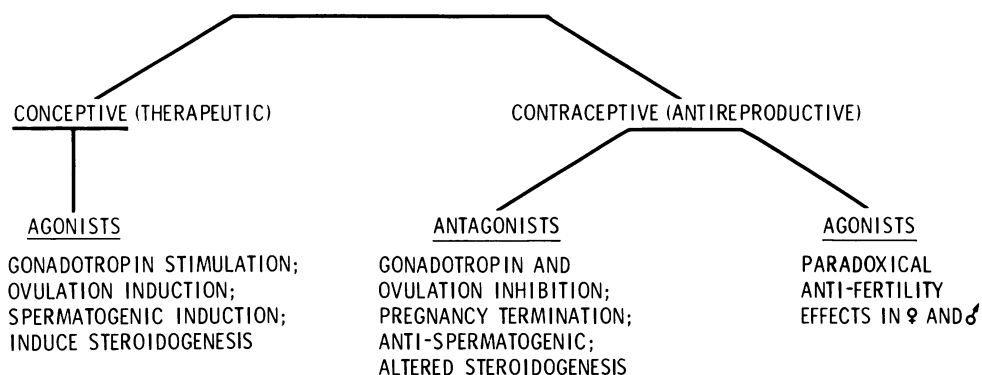 CONCEPTIVE (THERAPEUTIC)
CONTRACEPTIVE (ANTIREPRODUCTIVE)
AGONISTS
GONADOTROPIN STIMULATION;
OVULATION INDUCTION;
SPERMATOGENIC INDUCTION;
INDUCE STEROIDOGENESIS
ANTAGONISTS
GONADOTROPIN AND
OVULATION INHIBITION;
PREGNANCY TERMINATION;
ANTI-SPERMATOGENIC;
ALTERED STEROIDOGENESIS
AGONISTS
PARADOXICAL
ANTI-FERTILITY
EFFECTS IN ♀ AND ♂